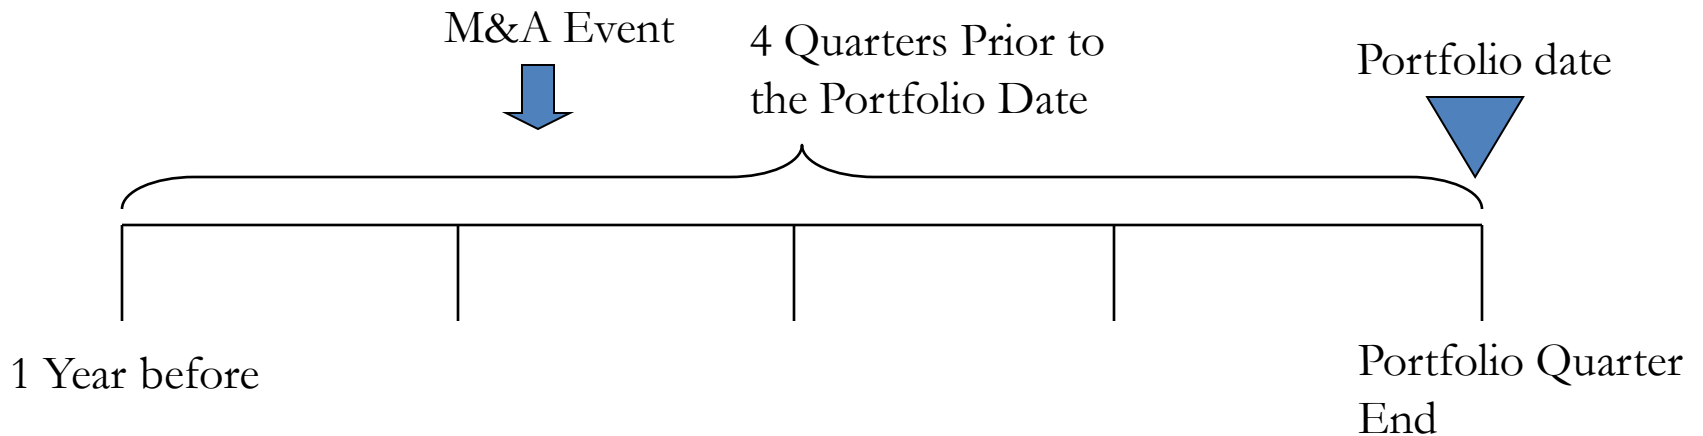 M&A Event
4 Quarters Prior to
the Portfolio Date
Portfolio date
1 Year before
Portfolio Quarter
End